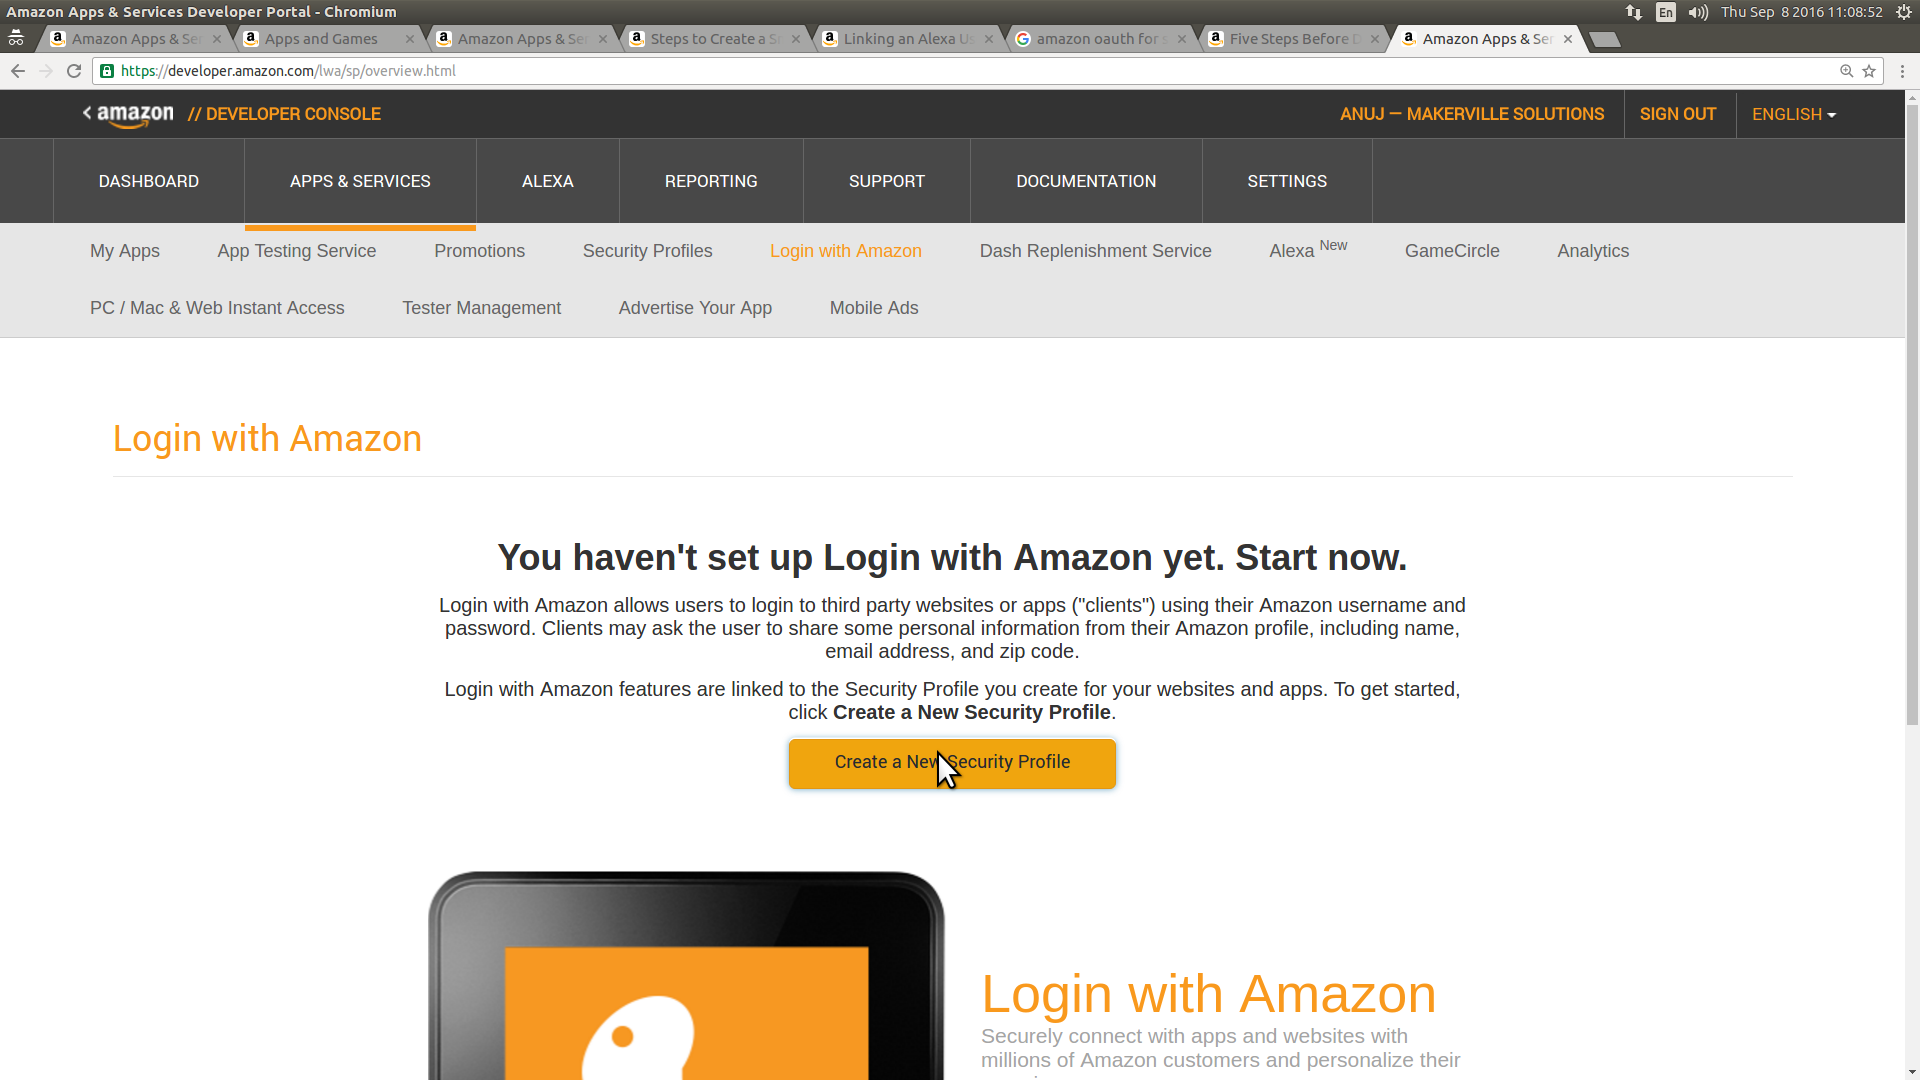 Amazon Apps & Services Developer Portal - Chromium
En
Thu Sep 8 2016 11:08:52
Amazon Apps & Ser
Apps and Games
Amazon Apps & Ser
Steps to Create a S
Linking an Alexa Us
amazon oauth for s
Five Steps Before D
Amazon Apps & Ser
https://developer.amazon.com/lwa/sp/overview.html
< amazon // DEVELOPER CONSOLE
ANUJ — MAKERVILLE SOLUTIONS
SIGN OUT
ENGLISH
DASHBOARD
APPS & SERVICES
ALEXA
REPORTING
SUPPORT
DOCUMENTATION
SETTINGS
My Apps
App Testing Service
Promotions
Security Profiles
Login with Amazon
Dash Replenishment Service
Alexa New
GameCircle
Analytics
PC / Mac & Web Instant Access
Tester Management
Advertise Your App
Mobile Ads
Login with Amazon
You haven't set up Login with Amazon yet. Start now.
Login with Amazon allows users to login to third party websites or apps ("clients") using their Amazon username and
password. Clients may ask the user to share some personal information from their Amazon profile, including name,
email address, and zip code.
Login with Amazon features are linked to the Security Profile you create for your websites and apps. To get started,
click Create a New Security Profile.
Create a New Security Profile
Login with Amazon
Securely connect with apps and websites with
millions of Amazon customers and personalize their